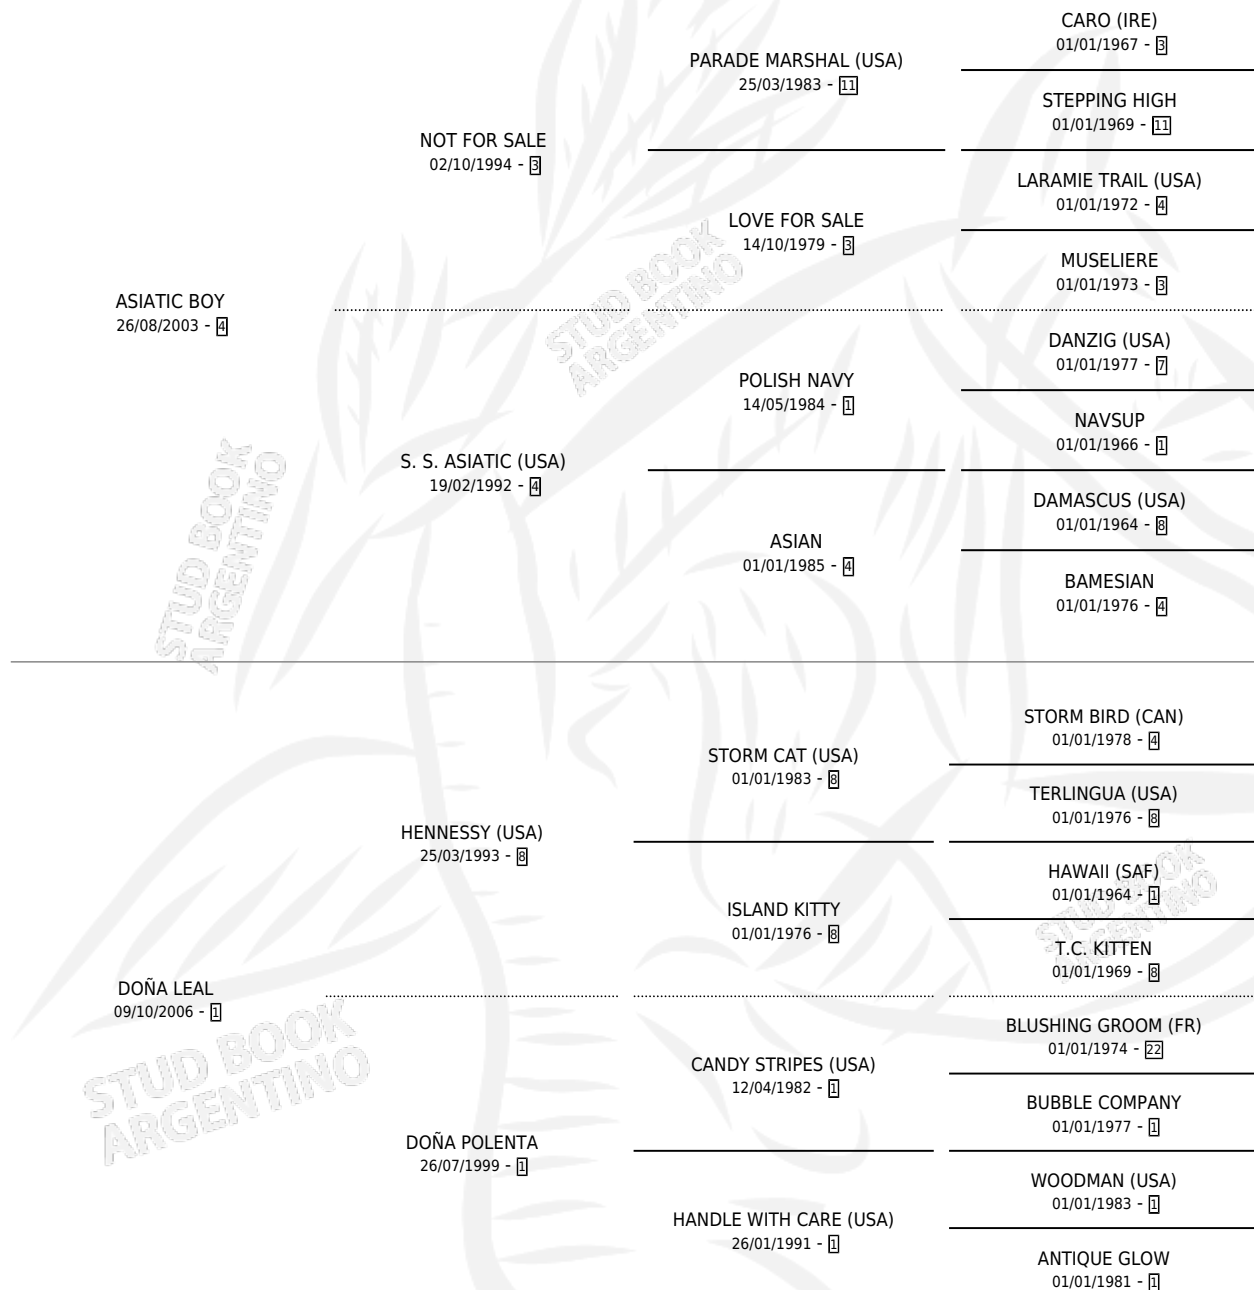 ASIATIC BOY
26/08/2003 - 4
NOT FOR SALE
02/10/1994 - 3
S. S. ASIATIC (USA)
19/02/1992 - 4
PARADE MARSHAL (USA)
25/03/1983 - 11
LOVE FOR SALE
14/10/1979 - 3
POLISH NAVY
14/05/1984 - 1
ASIAN
01/01/1985 - 4
CARO (IRE)
01/01/1967 - 3
STEPPING HIGH
01/01/1969 - 11
LARAMIE TRAIL (USA)
01/01/1972 - 4
MUSELIERE
01/01/1973 - 3
DANZIG (USA)
01/01/1977 - 7
NAVSUP
01/01/1966 - 1
DAMASCUS (USA)
01/01/1964 - 8
BAMESIAN
01/01/1976 - 4
DOÑA LEAL
09/10/2006 - 1
HENNESSY (USA)
25/03/1993 - 8
DOÑA POLENTA
26/07/1999 - 1
STORM CAT (USA)
01/01/1983 - 8
ISLAND KITTY
01/01/1976 - 8
CANDY STRIPES (USA)
12/04/1982 - 1
HANDLE WITH CARE (USA)
26/01/1991 - 1
STORM BIRD (CAN)
01/01/1978 - 4
TERLINGUA (USA)
01/01/1976 - 8
HAWAII (SAF)
01/01/1964 - 1
T.C. KITTEN
01/01/1969 - 8
BLUSHING GROOM (FR)
01/01/1974 - 22
BUBBLE COMPANY
01/01/1977 - 1
WOODMAN (USA)
01/01/1983 - 1
ANTIQUE GLOW
01/01/1981 - 1
STUD BOOK
ARGENTINO
STUD BOOK
ARGENTINO
STUD BOOK
ARGENTINO
STUD BOOK
ARGENTINO